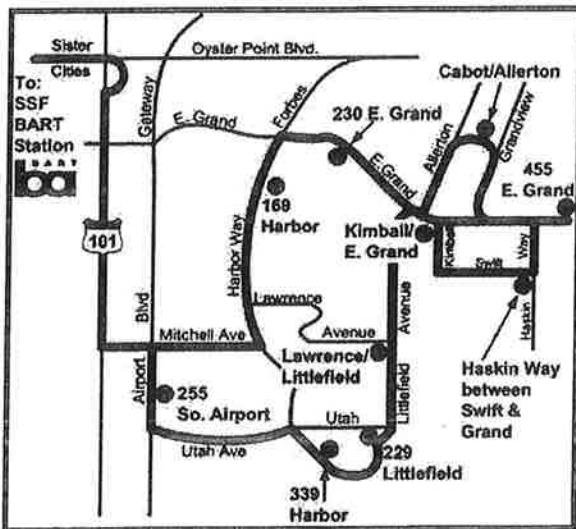 Sister
Cities
Oyster Point Blvd.
To:
SSF
BART
Station
BART
ba
Gateway
E. Grand
Forbes
230 E. Grand
Cabot/Allerton
Allerton
Grandview
455
E. Grand
E. Grand
169
Harbor
Kimball/
E. Grand
Kimball
Way
Swift
Haskin
101
Harbor Way
Lawrence
Avenue
Avenue
Blvd
Mitchell Ave
Lawrence/
Littlefield
Littlefield
Haskin Way
between
Swift &
Grand
Airport
255
So. Airport
Utah
Utah Ave
229
Littlefield
339
Harbor